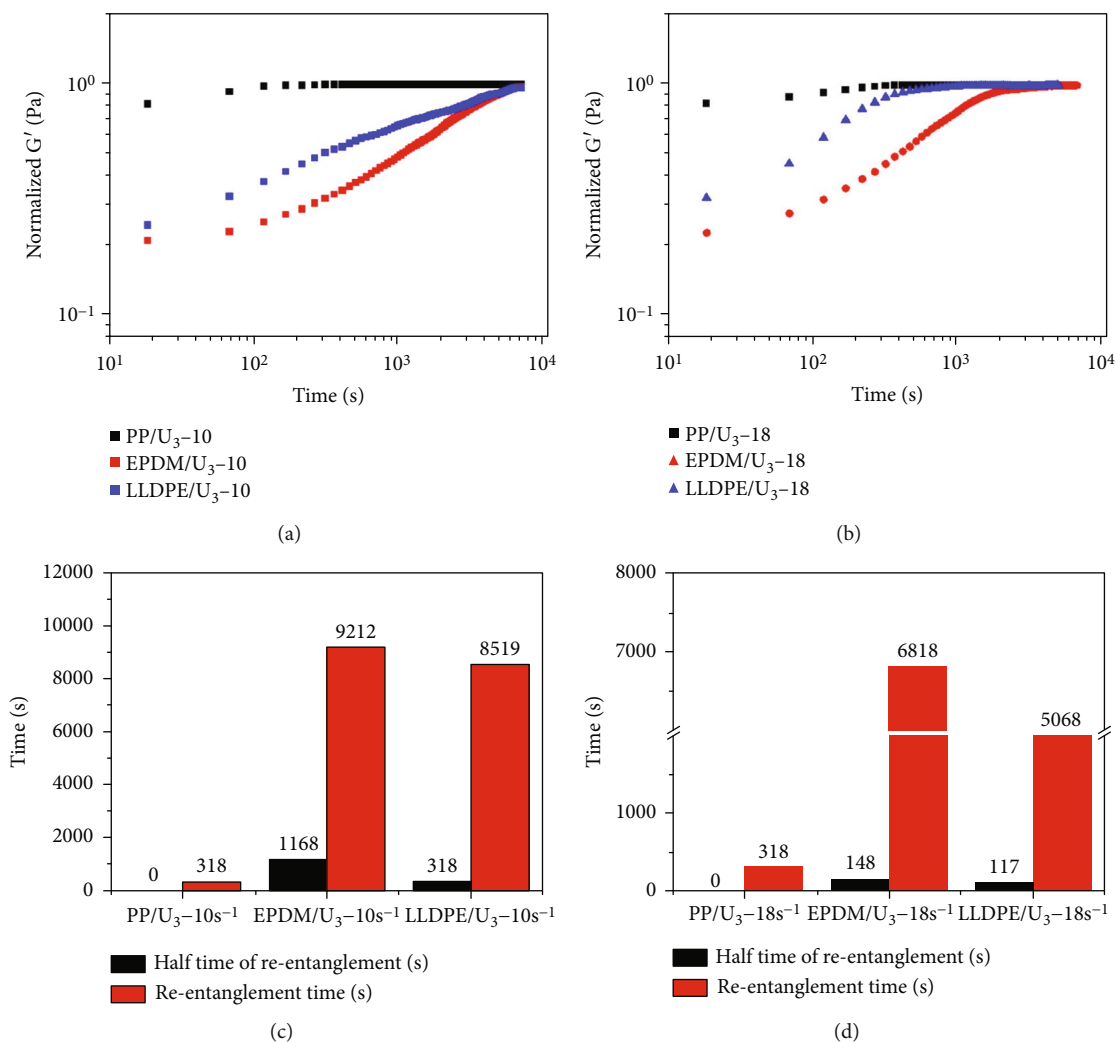 10⁰
10⁻¹
Normalized G′ (Pa)
10¹
10²
10³
10⁴
Time (s)
PP/U₃–10
EPDM/U₃–10
LLDPE/U₃–10
(a)
10⁰
10⁻¹
Normalized G′ (Pa)
10¹
10²
10³
10⁴
Time (s)
PP/U₃–18
EPDM/U₃–18
LLDPE/U₃–18
(b)
12000
10000
8000
6000
4000
2000
0
Time (s)
0
318
1168
9212
318
8519
PP/U₃–10s⁻¹
EPDM/U₃–10s⁻¹
LLDPE/U₃–10s⁻¹
Half time of re-entanglement (s)
Re-entanglement time (s)
(c)
8000
7000
1000
0
Time (s)
0
318
148
6818
117
5068
PP/U₃–18s⁻¹
EPDM/U₃–18s⁻¹
LLDPE/U₃–18s⁻¹
Half time of re-entanglement (s)
Re-entanglement time (s)
(d)